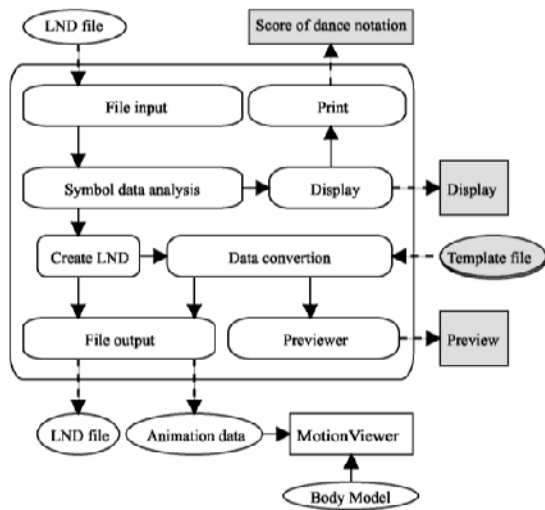 LND file
Score of dance notation
File input
Print
Symbol data analysis
Display
Display
Create LND
Data convertion
Template file
File output
Previewer
Preview
LND file
Animation data
MotionViewer
Body Model